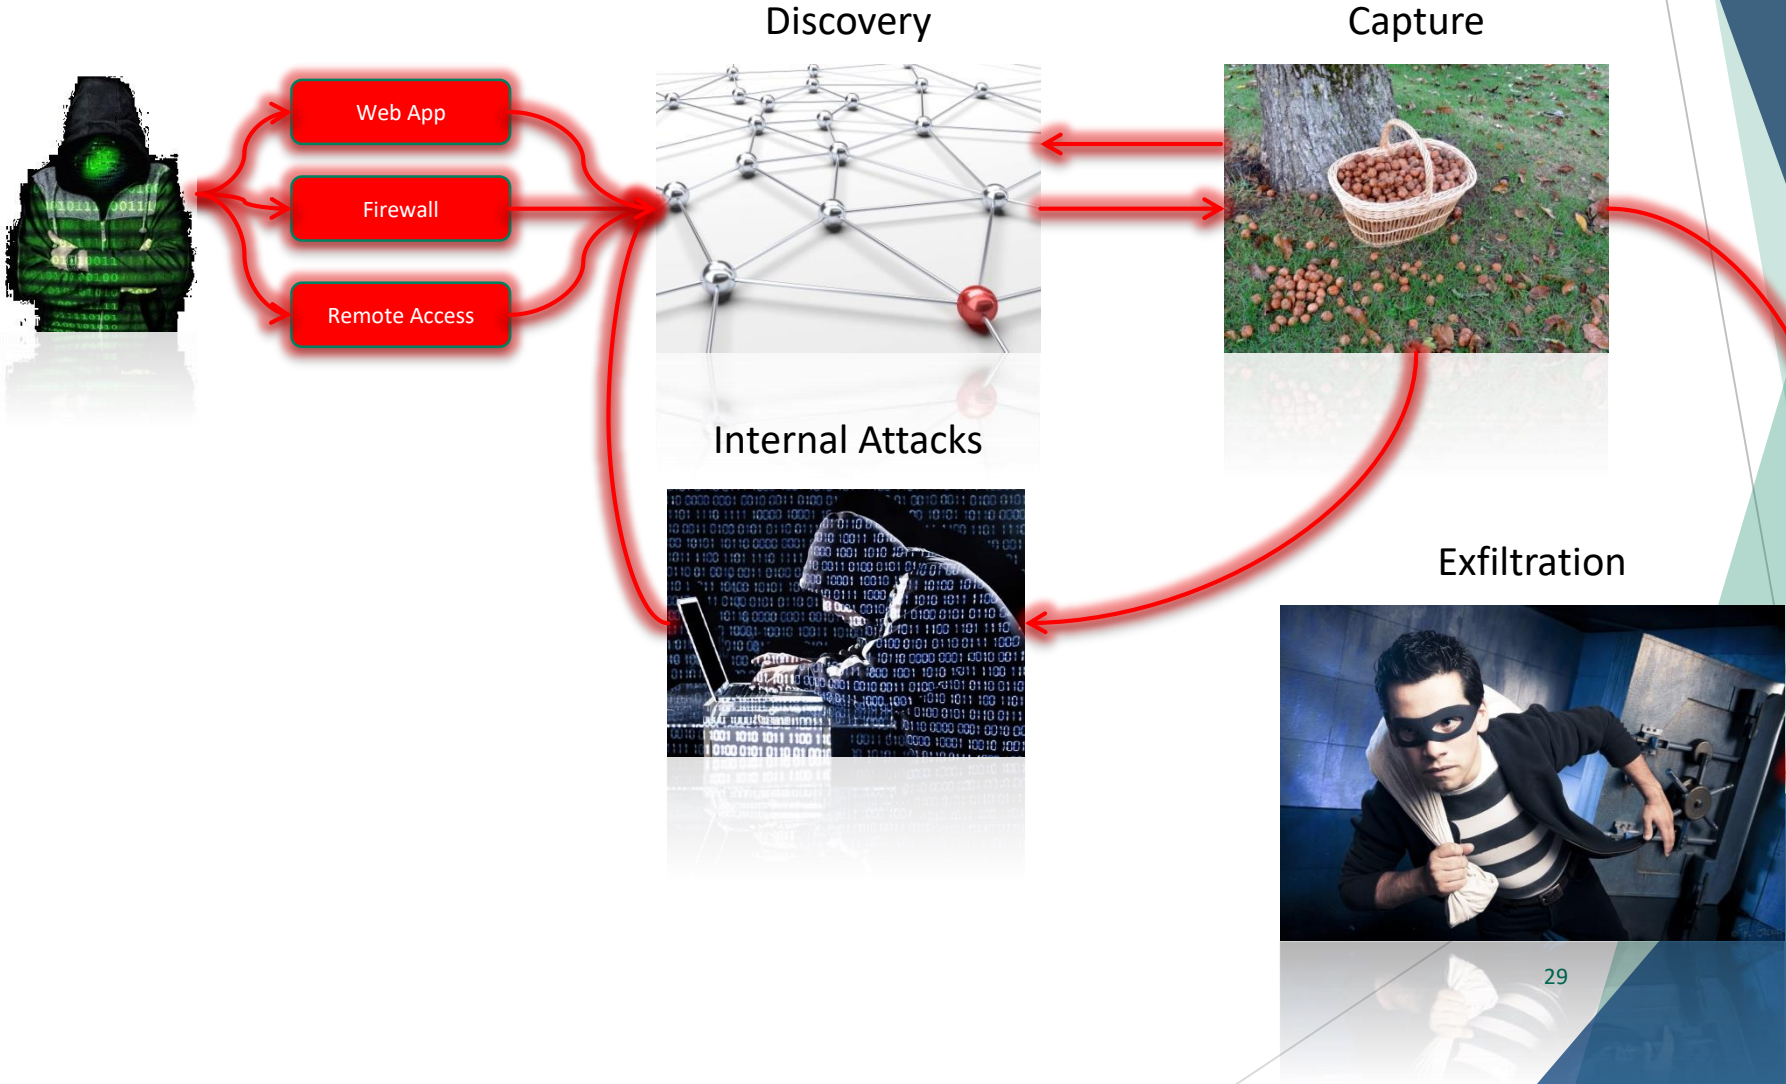 Discovery
Capture
Web App
Firewall
Remote Access
Internal Attacks
Exfiltration
29